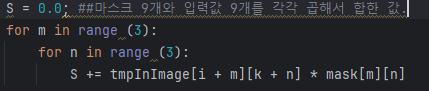 S = 0.0; ##마스크 9개와 입력값 9개를 각각 곱해서 합한 값.
for m in range (3):
    for n in range (3):
        S += tmpInImage[i + m][k + n] * mask[m][n]